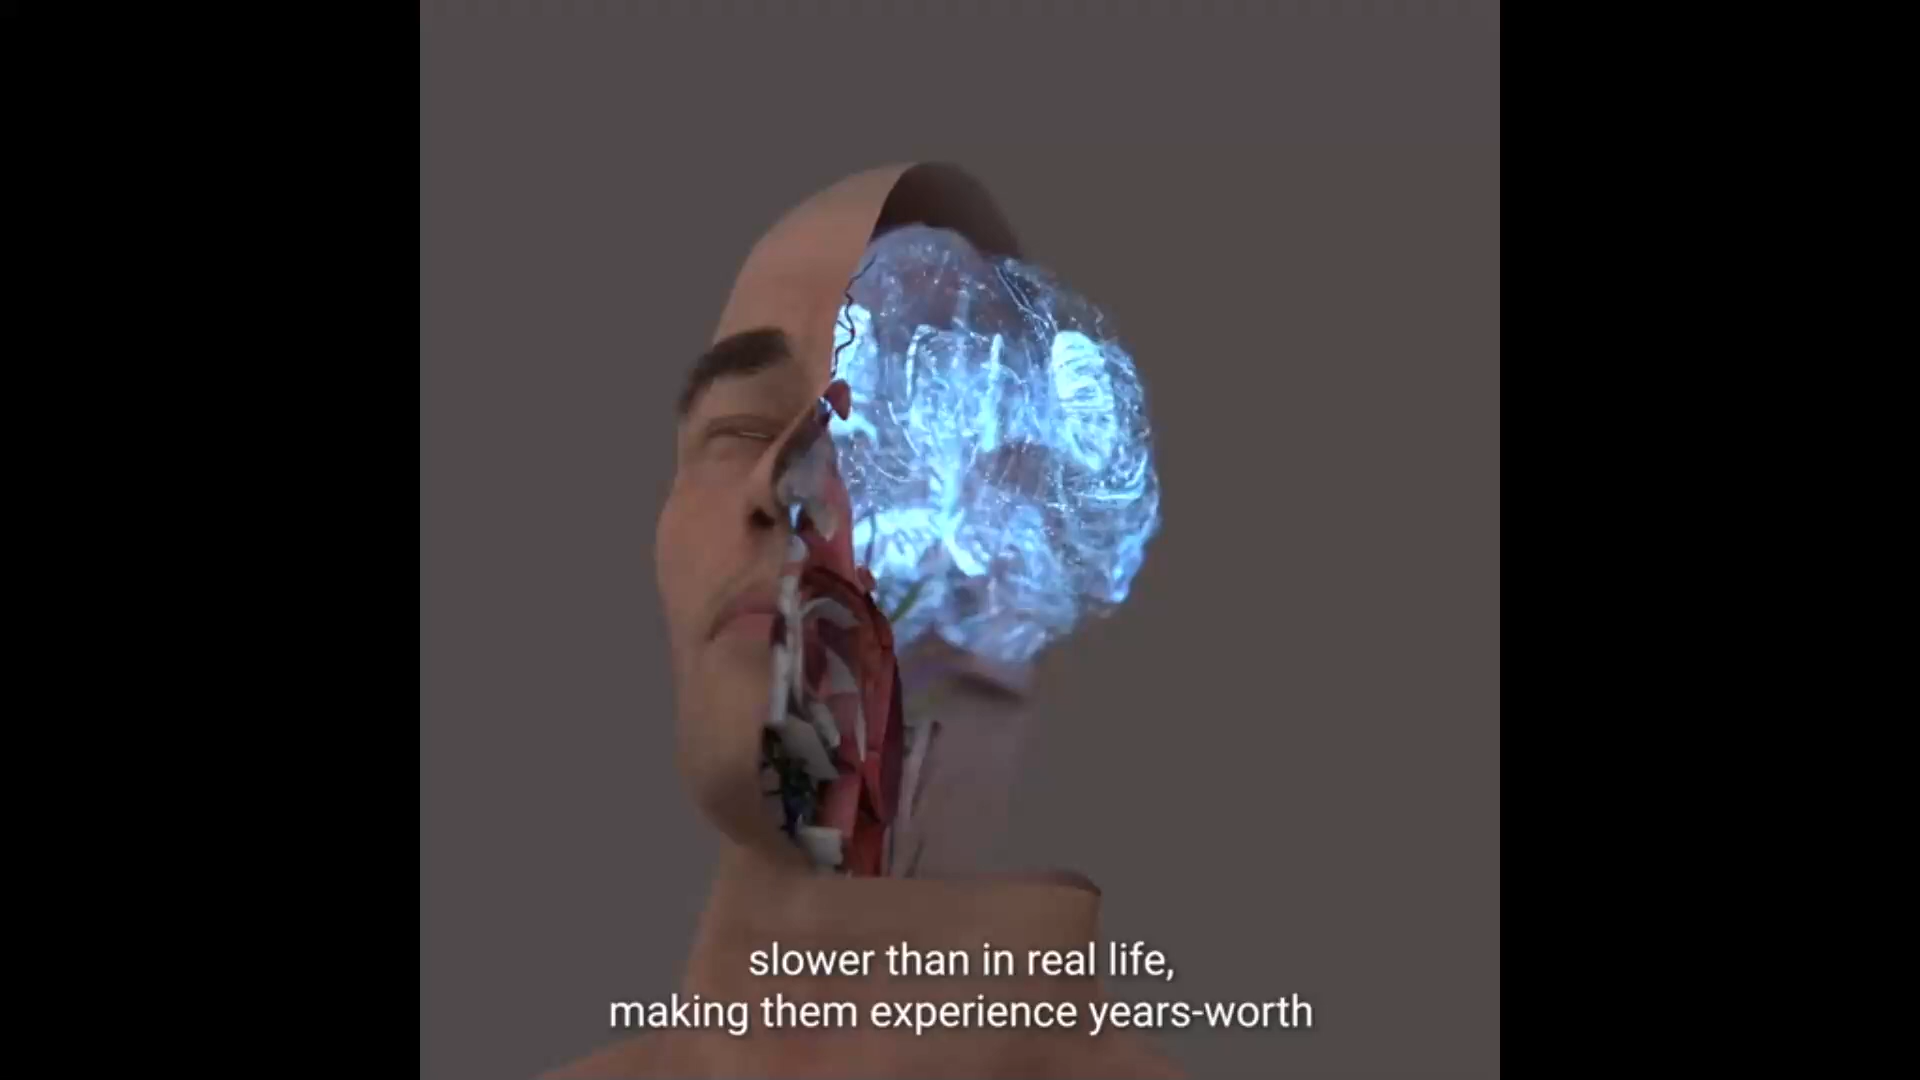 slower than in real life,
making them experience years-worth